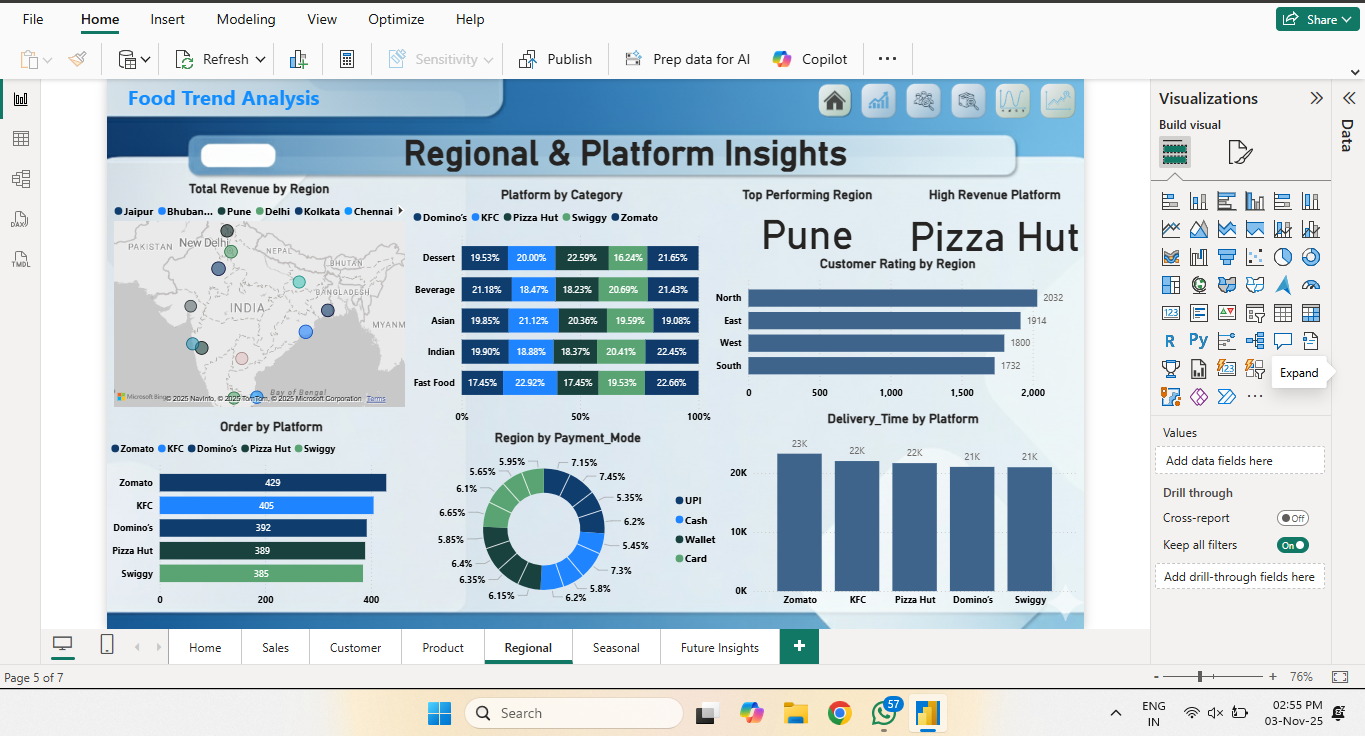 File Home Insert Modeling View Optimize Help Share
Refresh Sensitivity Publish Prep data for AI Copilot ...
Food Trend Analysis
Regional & Platform Insights
Total Revenue by Region
Jaipur Bhuban... Pune Delhi Kolkata Chennai
PAKISTAN New Delhi NEPAL BHUTAN
INDIA BANGLADESH
MYANM
Bay of Bengal
Microsoft Bing © 2025 NavInfo, © 2025 TomTom, © 2025 Microsoft Corporation Terms
Platform by Category
Domino's KFC Pizza Hut Swiggy Zomato
Dessert 19.53% 20.00% 22.59% 16.24% 21.65%
Beverage 21.18% 18.47% 18.23% 20.69% 21.43%
Asian 19.85% 21.12% 20.36% 19.59% 19.08%
Indian 19.90% 18.88% 18.37% 20.41% 22.45%
Fast Food 17.45% 22.92% 17.45% 19.53% 22.66%
0% 50% 100%
Top Performing Region
Pune
High Revenue Platform
Pizza Hut
Customer Rating by Region
North 2032
East 1914
West 1800
South 1732
0 500 1,000 1,500 2,000
Order by Platform
Zomato KFC Domino's Pizza Hut Swiggy
Zomato 429
KFC 405
Domino's 392
Pizza Hut 389
Swiggy 385
0 200 400
Region by Payment_Mode
7.15%
7.45%
5.35%
6.2%
5.45%
7.3%
5.8%
6.2%
6.15%
6.35%
6.4%
5.85%
6.65%
6.1%
5.65%
5.95%
UPI
Cash
Wallet
Card
Delivery_Time by Platform
23K 22K 22K 21K 21K
20K
10K
0K
Zomato KFC Pizza Hut Domino's Swiggy
Visualizations
Build visual
123
R Py
123
Expand
...
Values
Add data fields here
Drill through
Cross-report Off
Keep all filters On
Add drill-through fields here
Data
DAX
TMDL
Home Sales Customer Product Regional Seasonal Future Insights +
Page 5 of 7
- + 76%
Search
57
ENG
IN
02:55 PM
03-Nov-25